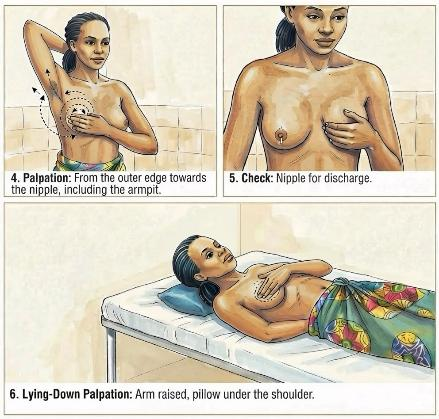 4. Palpation: From the outer edge towards
the nipple, including the armpit.
5. Check: Nipple for discharge.
6. Lying-Down Palpation: Arm raised, pillow under the shoulder.